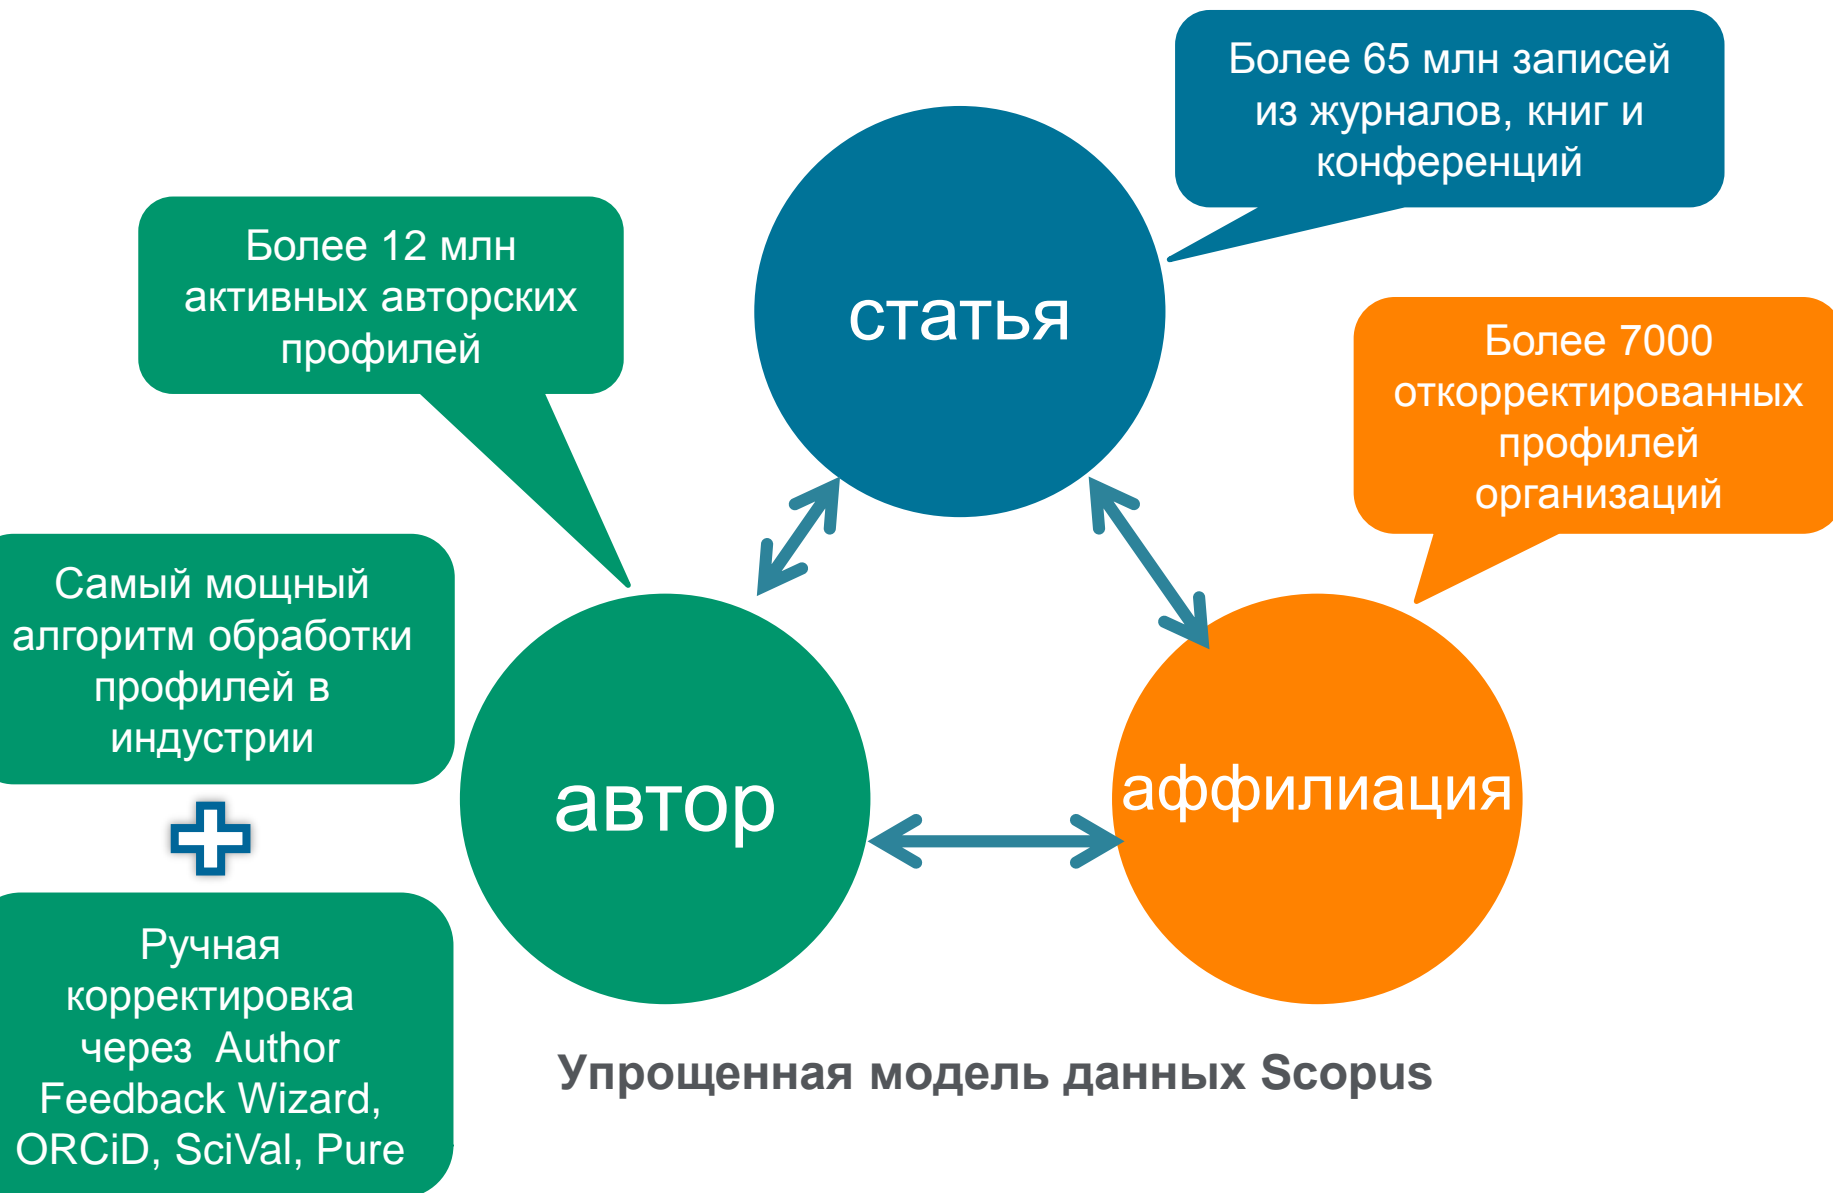 Более 65 млн записей
из журналов, книг и
конференций
Более 12 млн
активных авторских
профилей
статья
Более 7000
откорректированных
профилей
организаций
Самый мощный
алгоритм обработки
профилей в
индустрии
автор
аффилиация
Ручная
корректировка
через Author
Feedback Wizard,
ORCiD, SciVal, Pure
Упрощенная модель данных Scopus